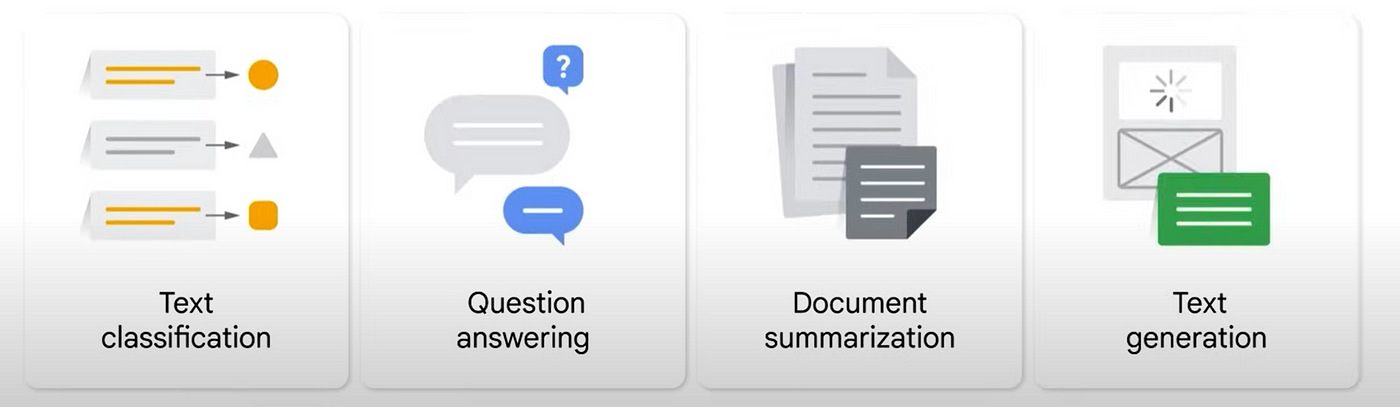 ?
Text
classification
Question
answering
Document
summarization
Text
generation